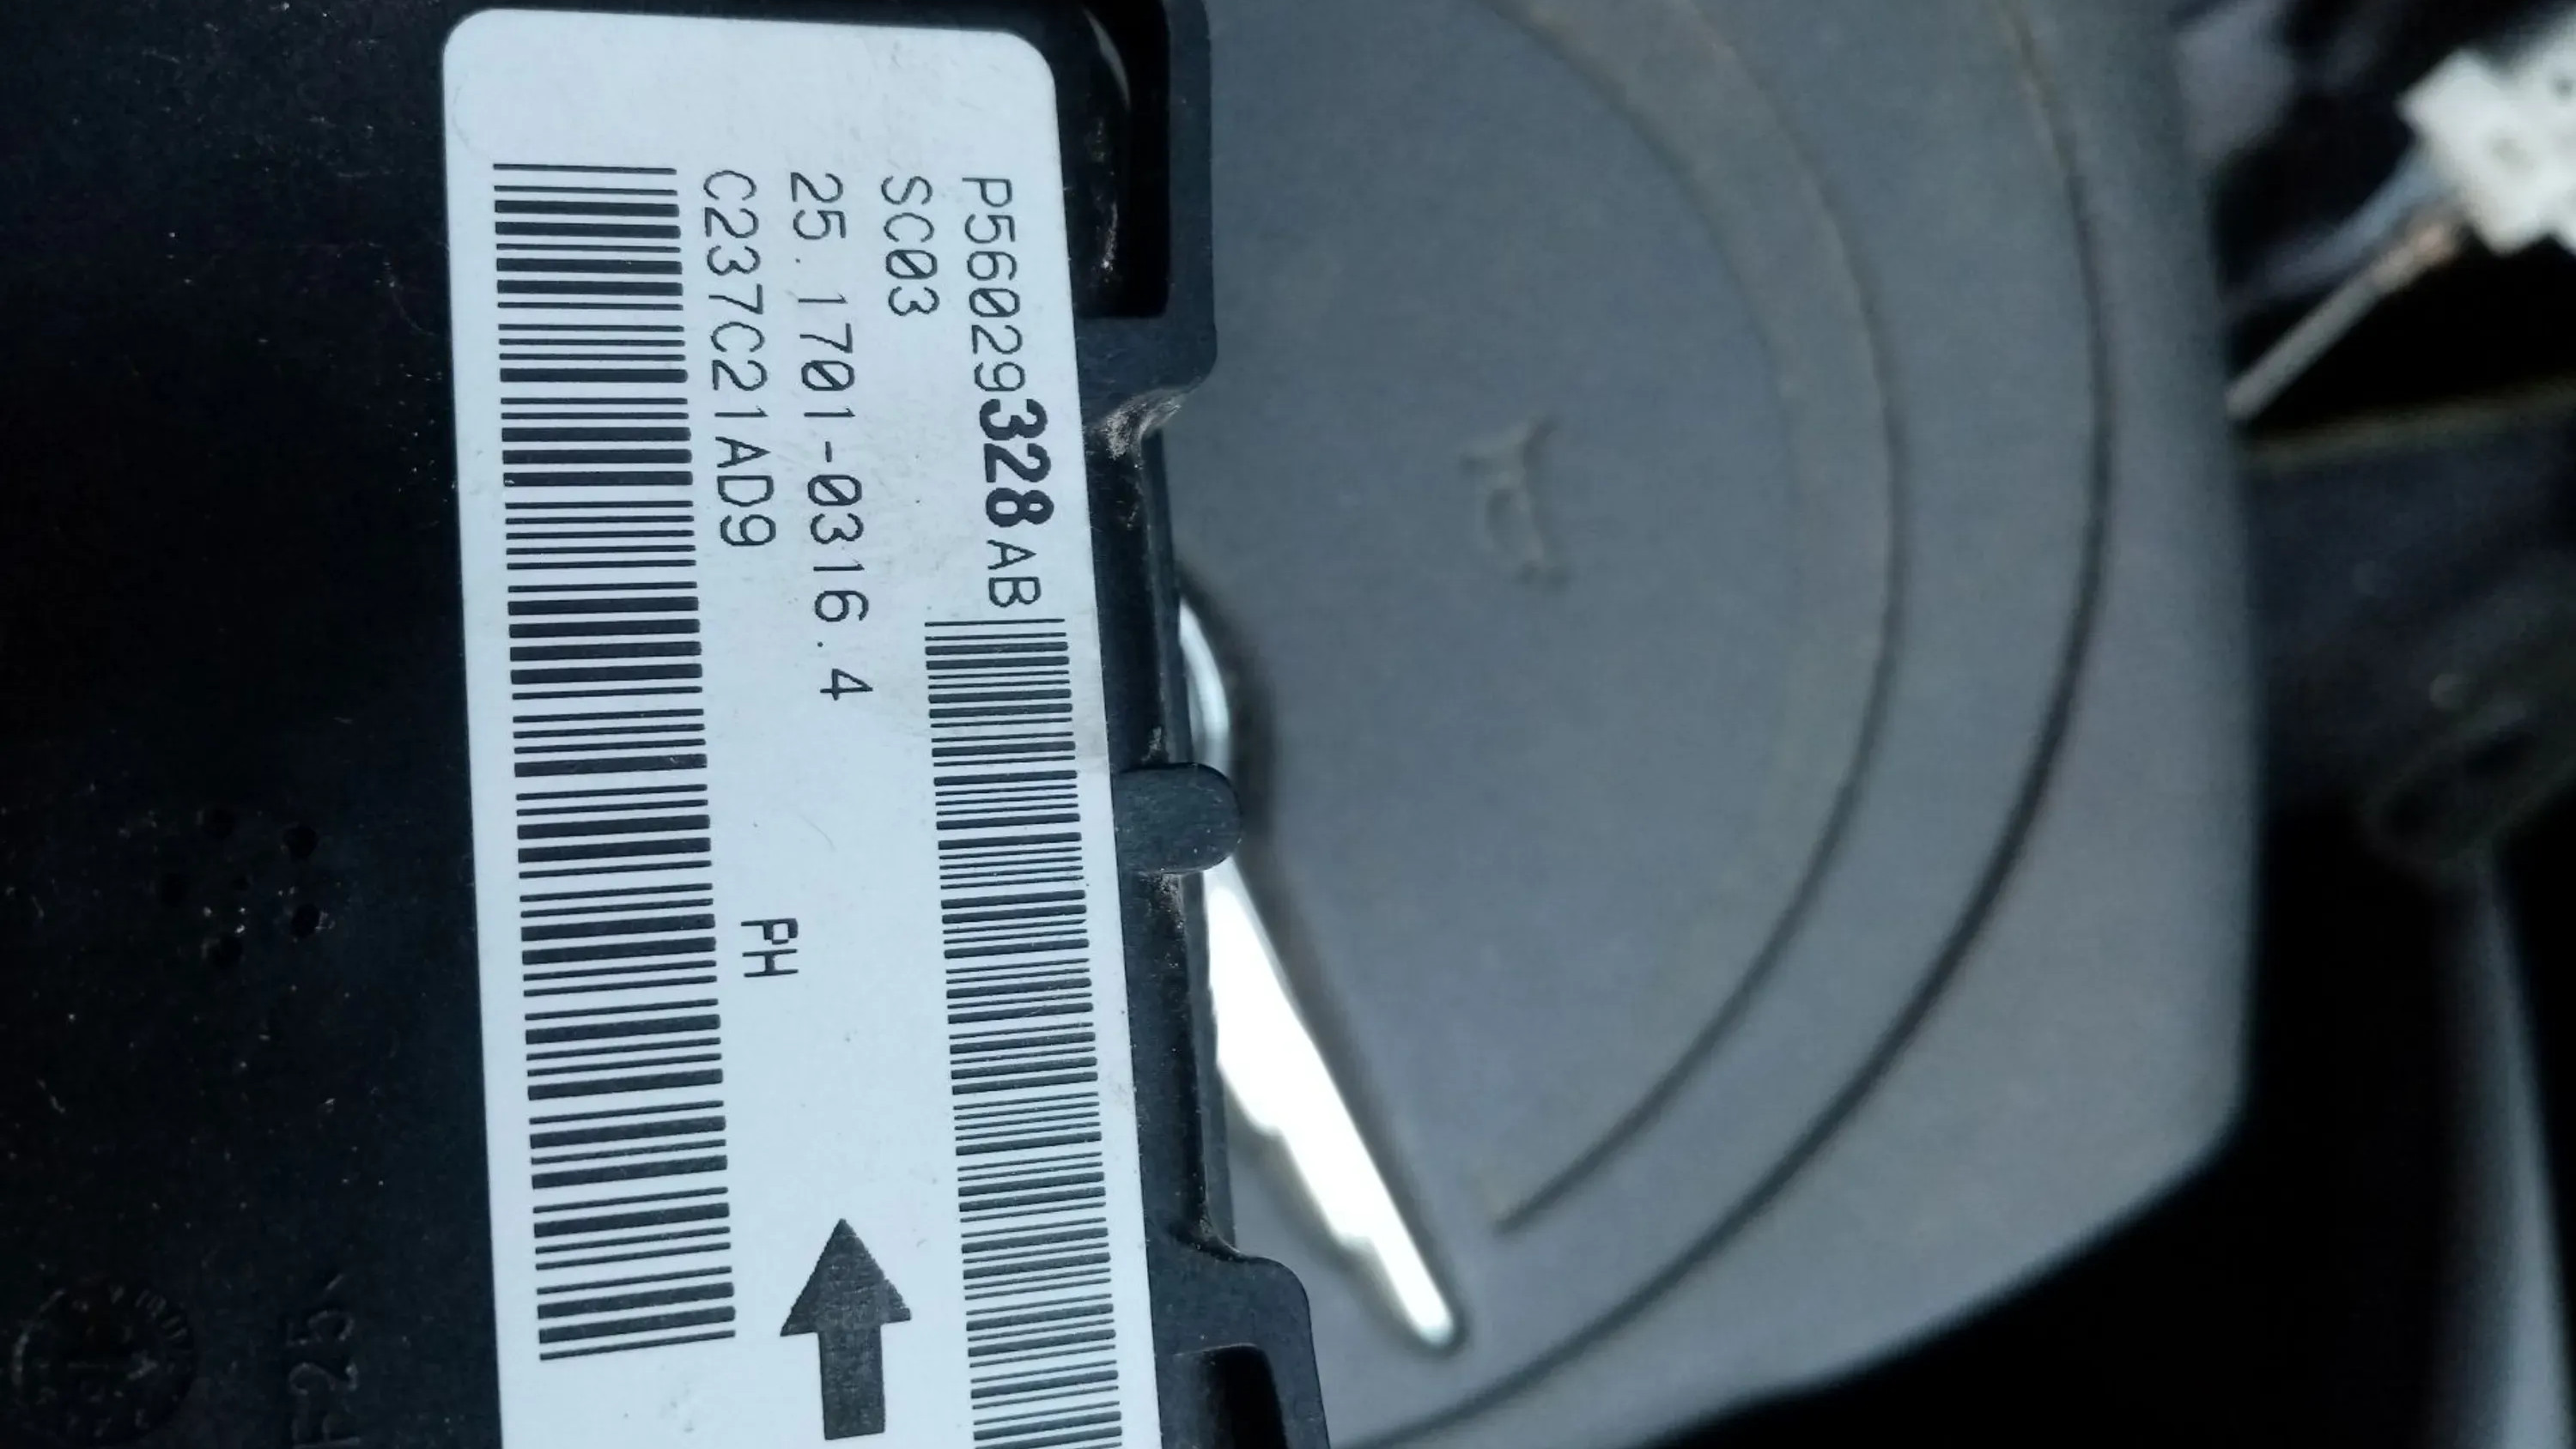 P56029328AB
SC03
25.1701-0316.4
C237C21AD9
PH